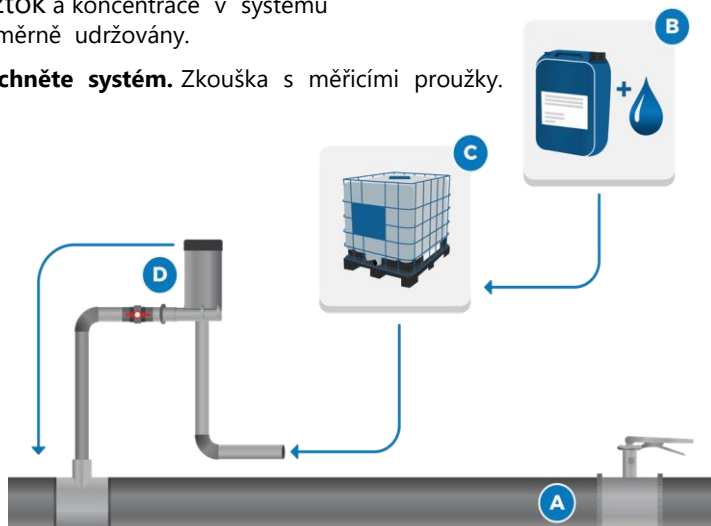 a koncentrace v systému
udržovány.
systém. Zkouška s měřicími proužky.
B
+
C
D
A